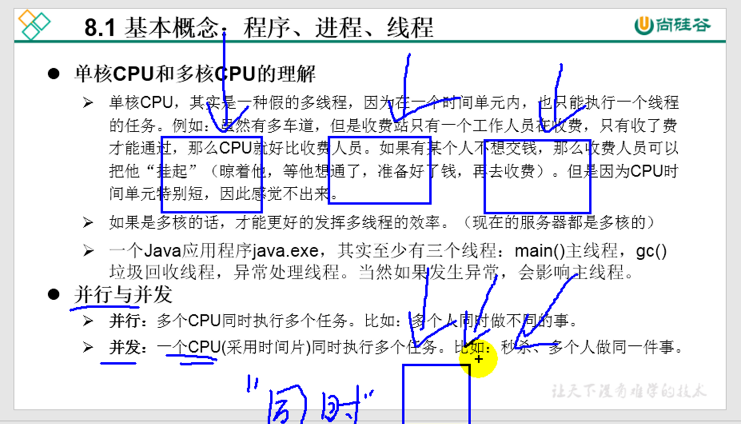 8.1 基本概念：程序、进程、线程
尚硅谷
单核CPU和多核CPU的理解
单核CPU，其实是一种假的多线程，因为在一个时间单元内，也只能执行一个线程
的任务。例如：虽然有多车道，但是收费站只有一个工作人员在收费，只有收了费
才能通过，那么CPU就好比收费人员。如果有某个人不想交钱，那么收费人员可以
把他“挂起”（晾着他，等他想通了，准备好了钱，再去收费）。但是因为CPU时
间单元特别短，因此感觉不出来。
如果是多核的话，才能更好的发挥多线程的效率。（现在的服务器都是多核的）
一个Java应用程序java.exe，其实至少有三个线程：main()主线程，gc()
垃圾回收线程，异常处理线程。当然如果发生异常，会影响主线程。
并行与并发
并行：多个CPU同时执行多个任务。比如：多个人同时做不同的事。
并发：一个CPU(采用时间片)同时执行多个任务。比如：秒杀、多个人做同一件事。
"同时"
让天下没有难学的技术